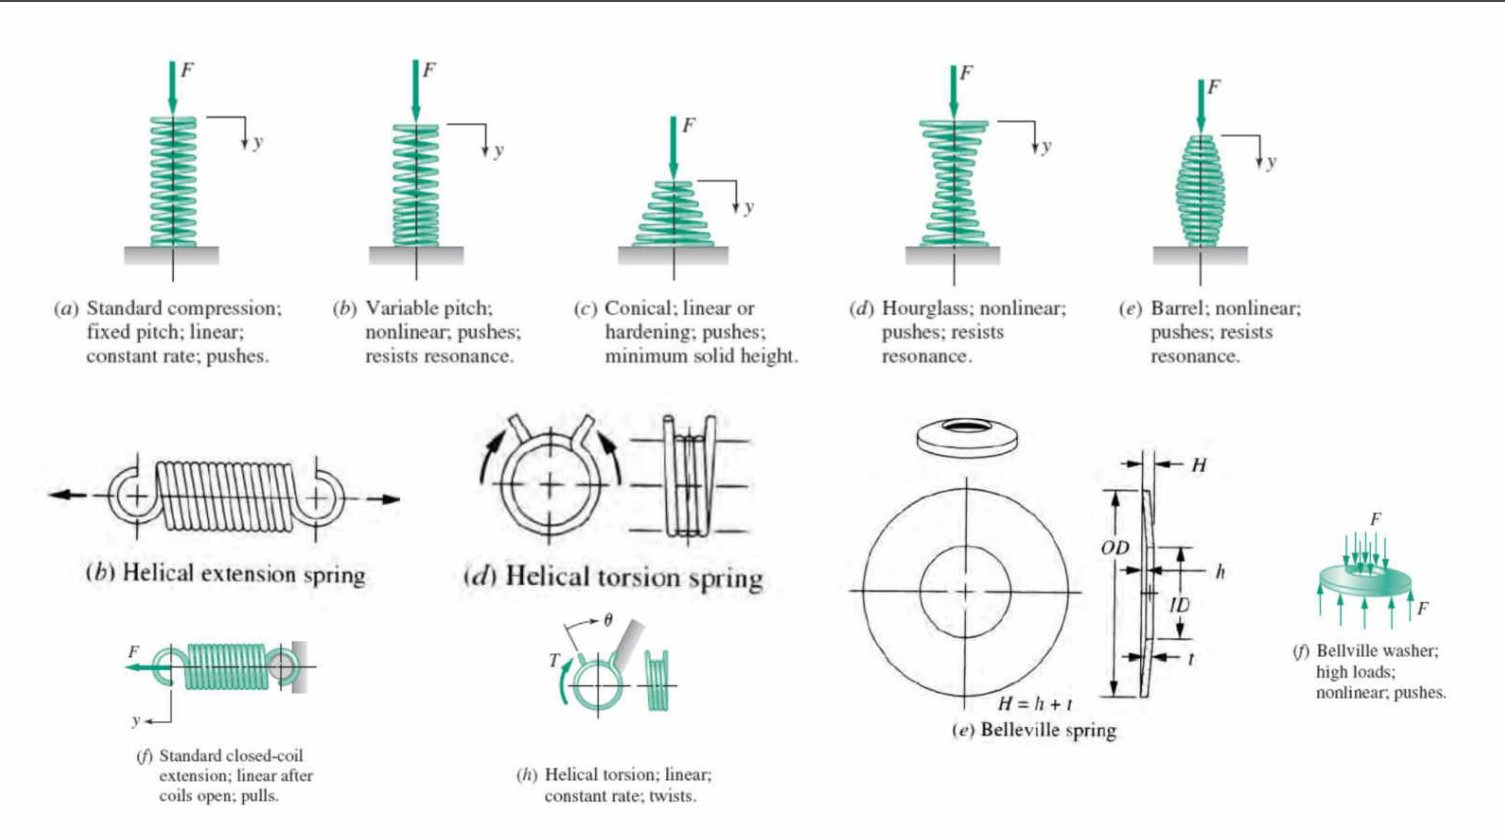 F
y
(a) Standard compression;
fixed pitch; linear;
constant rate; pushes.
F
y
(b) Variable pitch;
nonlinear; pushes;
resists resonance.
F
y
(c) Conical; linear or
hardening; pushes;
minimum solid height.
F
y
(d) Hourglass; nonlinear;
pushes; resists
resonance.
F
y
(e) Barrel; nonlinear;
pushes; resists
resonance.
(b) Helical extension spring
(d) Helical torsion spring
H
OD
h
ID
t
H = h + t
(e) Belleville spring
F
F
(f) Bellville washer;
high loads;
nonlinear; pushes.
F
y
(f) Standard closed-coil
extension; linear after
coils open; pulls.
θ
T
(h) Helical torsion; linear;
constant rate; twists.